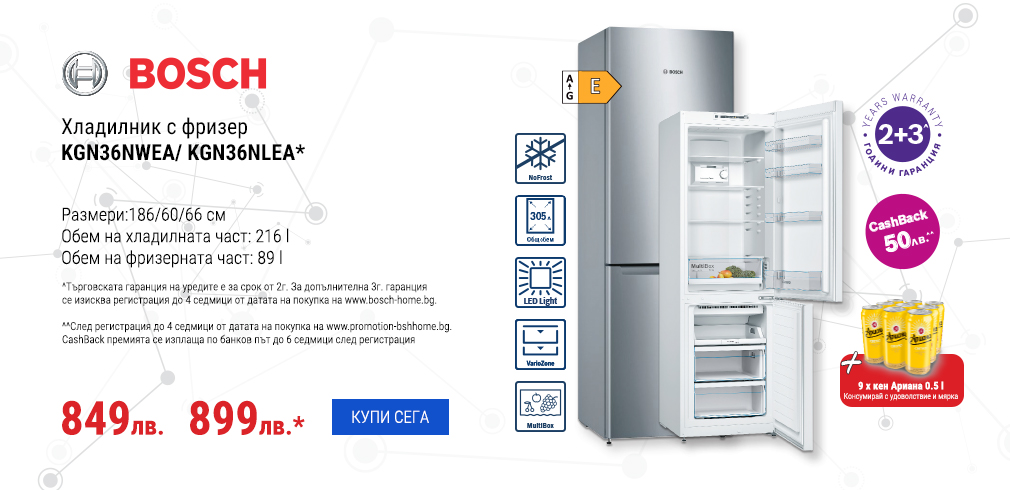 BOSCH
Хладилник с фризер
KGN36NWEA/ KGN36NLEA*
Размери:186/60/66 см
Обем на хладилната част: 216 l
Обем на фризерната част: 89 l
^Търговската гаранция на уредите е за срок от 2г. За допълнителна 3г. гаранция
се изисква регистрация до 4 седмици от датата на покупка на www.bosch-home.bg.
^^След регистрация до 4 седмици от датата на покупка на www.promotion-bshhome.bg.
CashBack премията се изплаща по банков път до 6 седмици след регистрация
849лв. 899лв.*
КУПИ СЕГА
NoFrost
305 л
Общ обем
LED Light
VarioZone
MultiBox
A
G
E
BOSCH
MultiBox
YEARS WARRANTY
2+3^
ГОДИНИ ГАРАНЦИЯ
CashBack
50лв.^^
Ариана
+
9 x кен Ариана 0.5 l
Консумирай с удоволствие и мярка